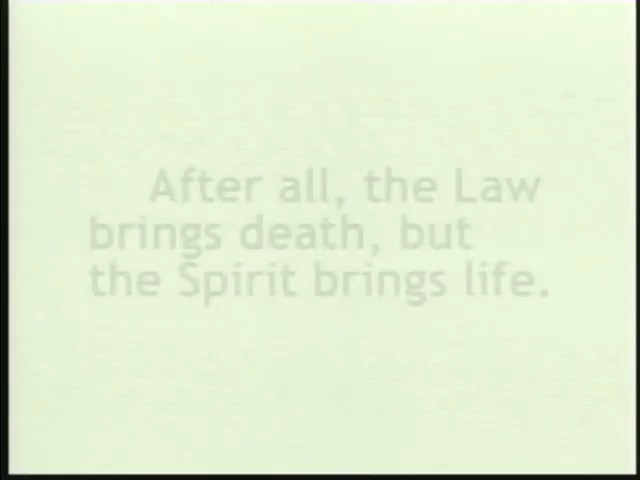 After all, the Law
brings death, but
the Spirit brings life.